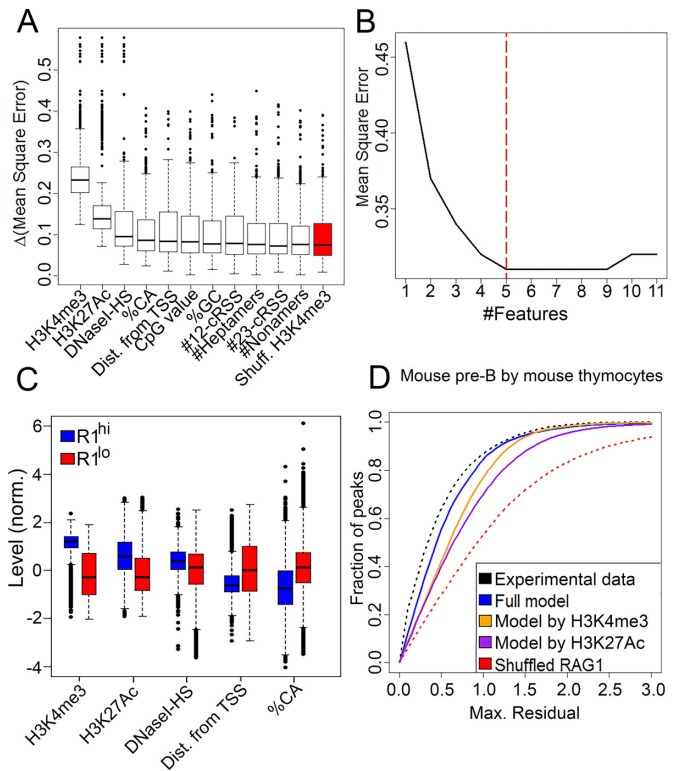 A
Δ(Mean Square Error)
0.5
0.4
0.3
0.2
0.1
0.0
H3K4me3
H3K27Ac
DNaseI-HS
%CA
Dist. from TSS
CpG value
%GC
#12-cRSS
#Heptamers
#23-cRSS
#Nonamers
Shuff. H3K4me3
B
Mean Square Error
0.45
0.40
0.35
1 2 3 4 5 6 7 8 9 10 11
#Features
C
Level (norm.)
6
4
2
0
-2
-4
R1hi
R1lo
H3K4me3
H3K27Ac
DNaseI-HS
Dist. from TSS
%CA
D
Mouse pre-B by mouse thymocytes
Fraction of peaks
1.0
0.8
0.6
0.4
0.2
0.0
Experimental data
Full model
Model by H3K4me3
Model by H3K27Ac
Shuffled RAG1
0.0 0.5 1.0 1.5 2.0 2.5 3.0
Max. Residual